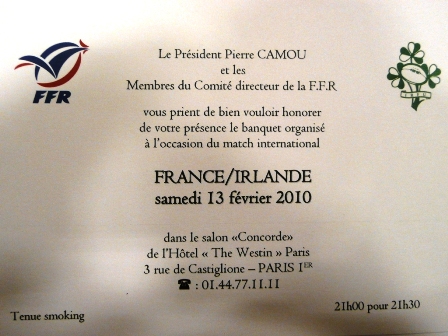 Le Président Pierre CAMOU
et les
Membres du Comité directeur de la F.F.R
FFR
vous prient de bien vouloir honorer
de votre présence le banquet organisé
à l'occasion du match international
FRANCE/IRLANDE
samedi 13 février 2010
dans le salon «Concorde»
de l'Hôtel « The Westin » Paris
3 rue de Castiglione – PARIS 1ER
☎ : 01.44.77.11.11
Tenue smoking
21h00 pour 21h30